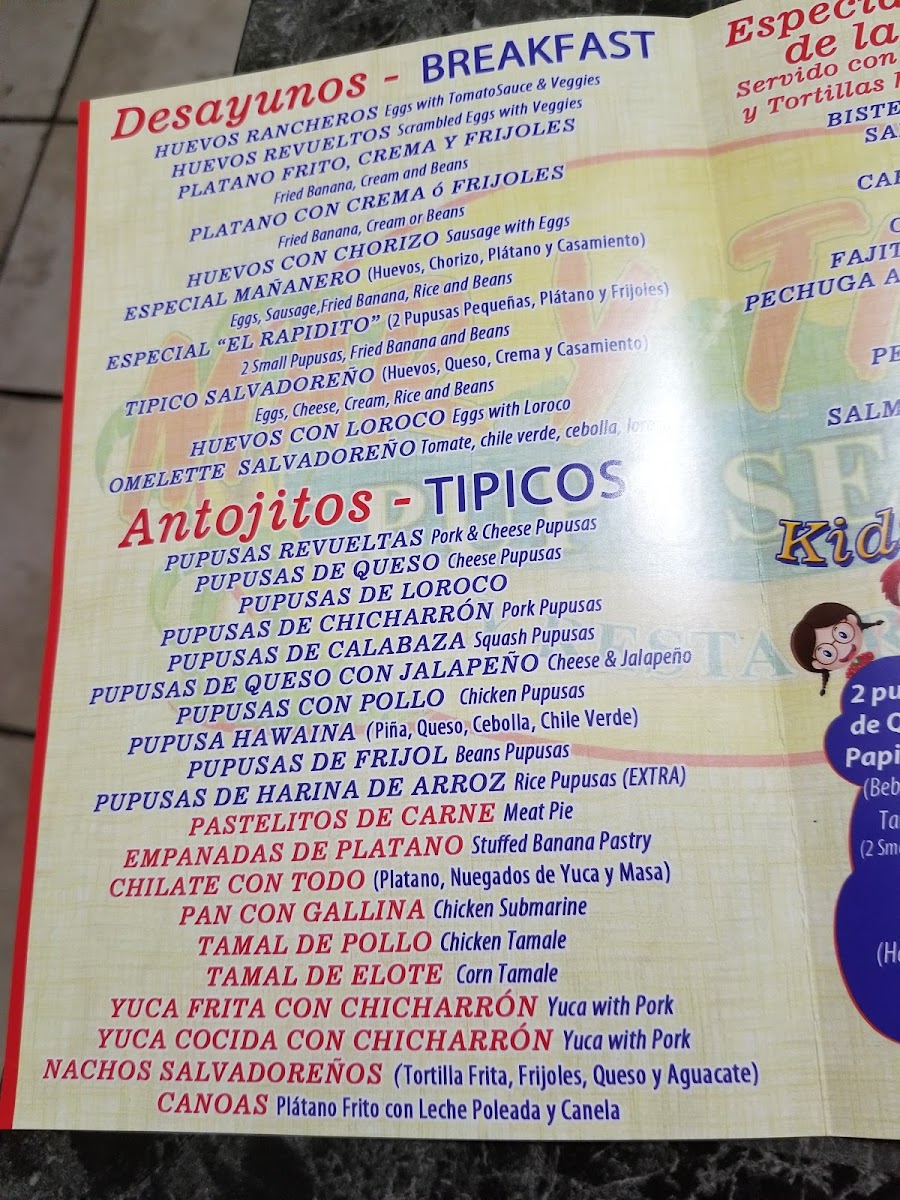 Desayunos - BREAKFAST
HUEVOS RANCHEROS Eggs with TomatoSauce & Veggies
HUEVOS REVUELTOS Scrambled Eggs with Veggies
PLATANO FRITO, CREMA Y FRIJOLES
Fried Banana, Cream and Beans
PLATANO CON CREMA ó FRIJOLES
Fried Banana, Cream or Beans
HUEVOS CON CHORIZO Sausage with Eggs
ESPECIAL MAÑANERO (Huevos, Chorizo, Plátano y Casamiento)
Eggs, Sausage,Fried Banana, Rice and Beans
ESPECIAL “EL RAPIDITO” (2 Pupusas Pequeñas, Plátano y Frijoles)
2 Small Pupusas, Fried Banana and Beans
TIPICO SALVADOREÑO (Huevos, Queso, Crema y Casamiento)
Eggs, Cheese, Cream, Rice and Beans
HUEVOS CON LOROCO Eggs with Loroco
OMELETTE SALVADOREÑO Tomate, chile verde, cebolla,
Antojitos - TIPICOS
PUPUSAS REVUELTAS Pork & Cheese Pupusas
PUPUSAS DE QUESO Cheese Pupusas
PUPUSAS DE LOROCO
PUPUSAS DE CHICHARRÓN Pork Pupusas
PUPUSAS DE CALABAZA Squash Pupusas
PUPUSAS DE QUESO CON JALAPEÑO Cheese & Jalapeño
PUPUSAS CON POLLO Chicken Pupusas
PUPUSA HAWAINA (Piña, Queso, Cebolla, Chile Verde)
PUPUSAS DE FRIJOL Beans Pupusas
PUPUSAS DE HARINA DE ARROZ Rice Pupusas (EXTRA)
PASTELITOS DE CARNE Meat Pie
EMPANADAS DE PLATANO Stuffed Banana Pastry
CHILATE CON TODO (Platano, Nuegados de Yuca y Masa)
PAN CON GALLINA Chicken Submarine
TAMAL DE POLLO Chicken Tamale
TAMAL DE ELOTE Corn Tamale
YUCA FRITA CON CHICHARRÓN Yuca with Pork
YUCA COCIDA CON CHICHARRÓN Yuca with Pork
NACHOS SALVADOREÑOS (Tortilla Frita, Frijoles, Queso y Aguacate)
CANOAS Plátano Frito con Leche Poleada y Canela
de la
Servido con
y Tortillas
PECHUGA A
2 pu
de Q
Papi
(Beb
Ta
(2 Sm
(Ho